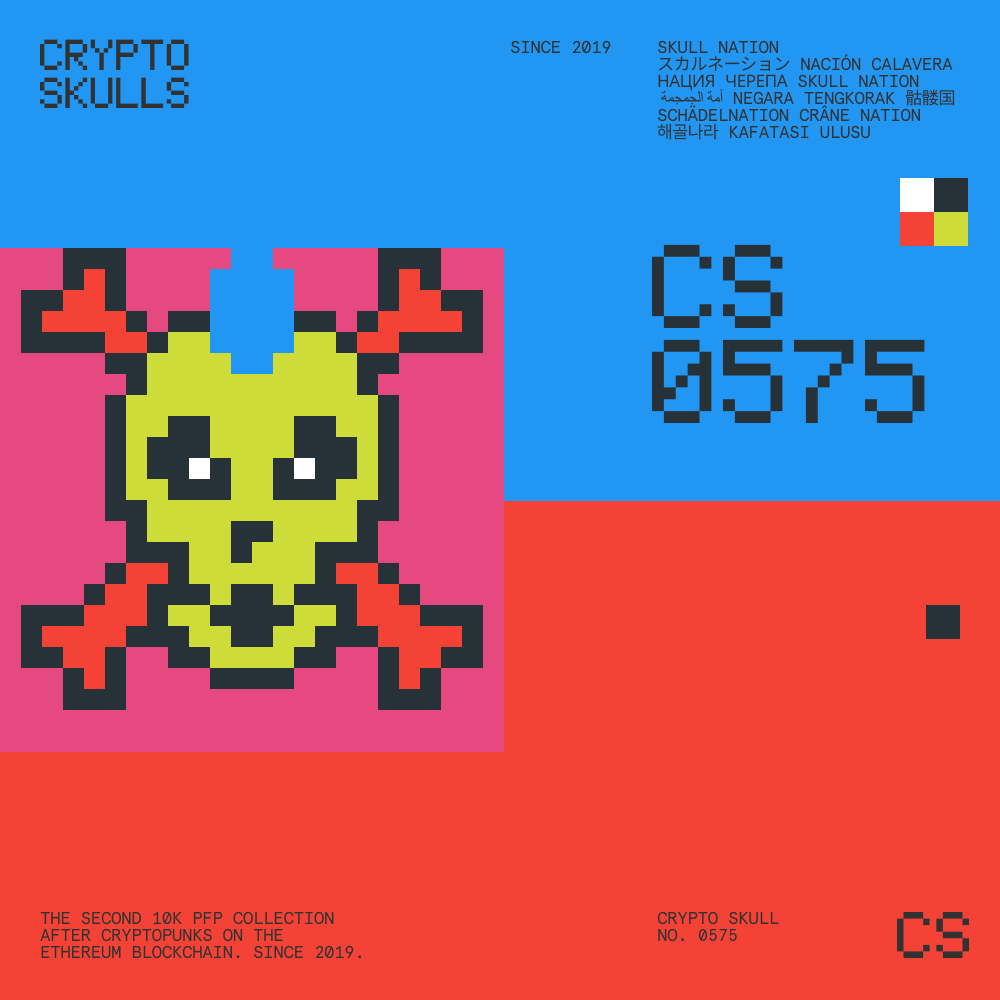 CRYPTO
SKULLS
SINCE 2019
SKULL NATION
スカルネーション NACIÓN CALAVERA
НАЦИЯ ЧЕРЕПА SKULL NATION
أمة الجمجمة NEGARA TENGKORAK 骷髅国
SCHÄDELNATION CRÂNE NATION
해골나라 KAFATASI ULUSU
CS
0575
THE SECOND 10K PFP COLLECTION
AFTER CRYPTOPUNKS ON THE
ETHEREUM BLOCKCHAIN. SINCE 2019.
CRYPTO SKULL
NO. 0575
CS